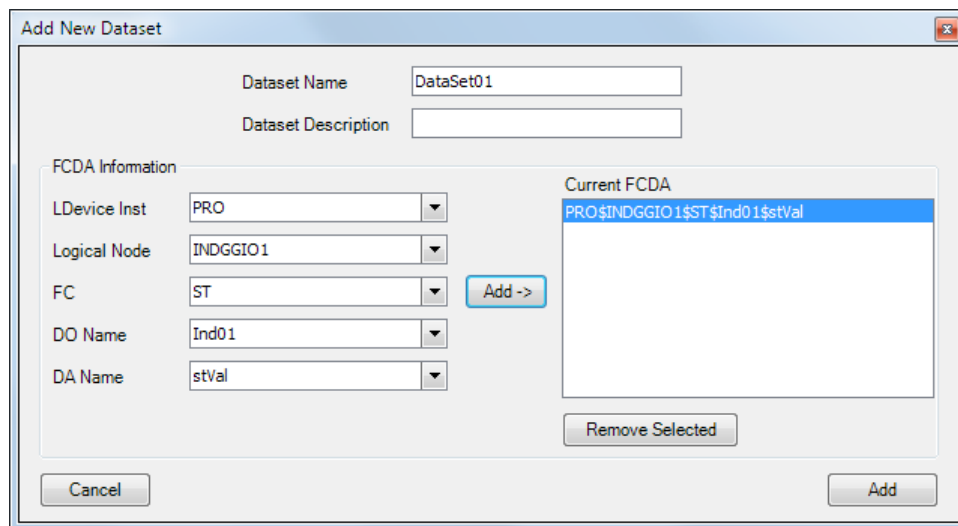 Add New Dataset
Dataset Name DataSet01
Dataset Description
FCDA Information
Current FCDA
LDevice Inst PRO
PRO$INDGGIO1$ST$Ind01$stVal
Logical Node INDGGIO1
FC ST
Add ->
DO Name Ind01
DA Name stVal
Remove Selected
Cancel
Add